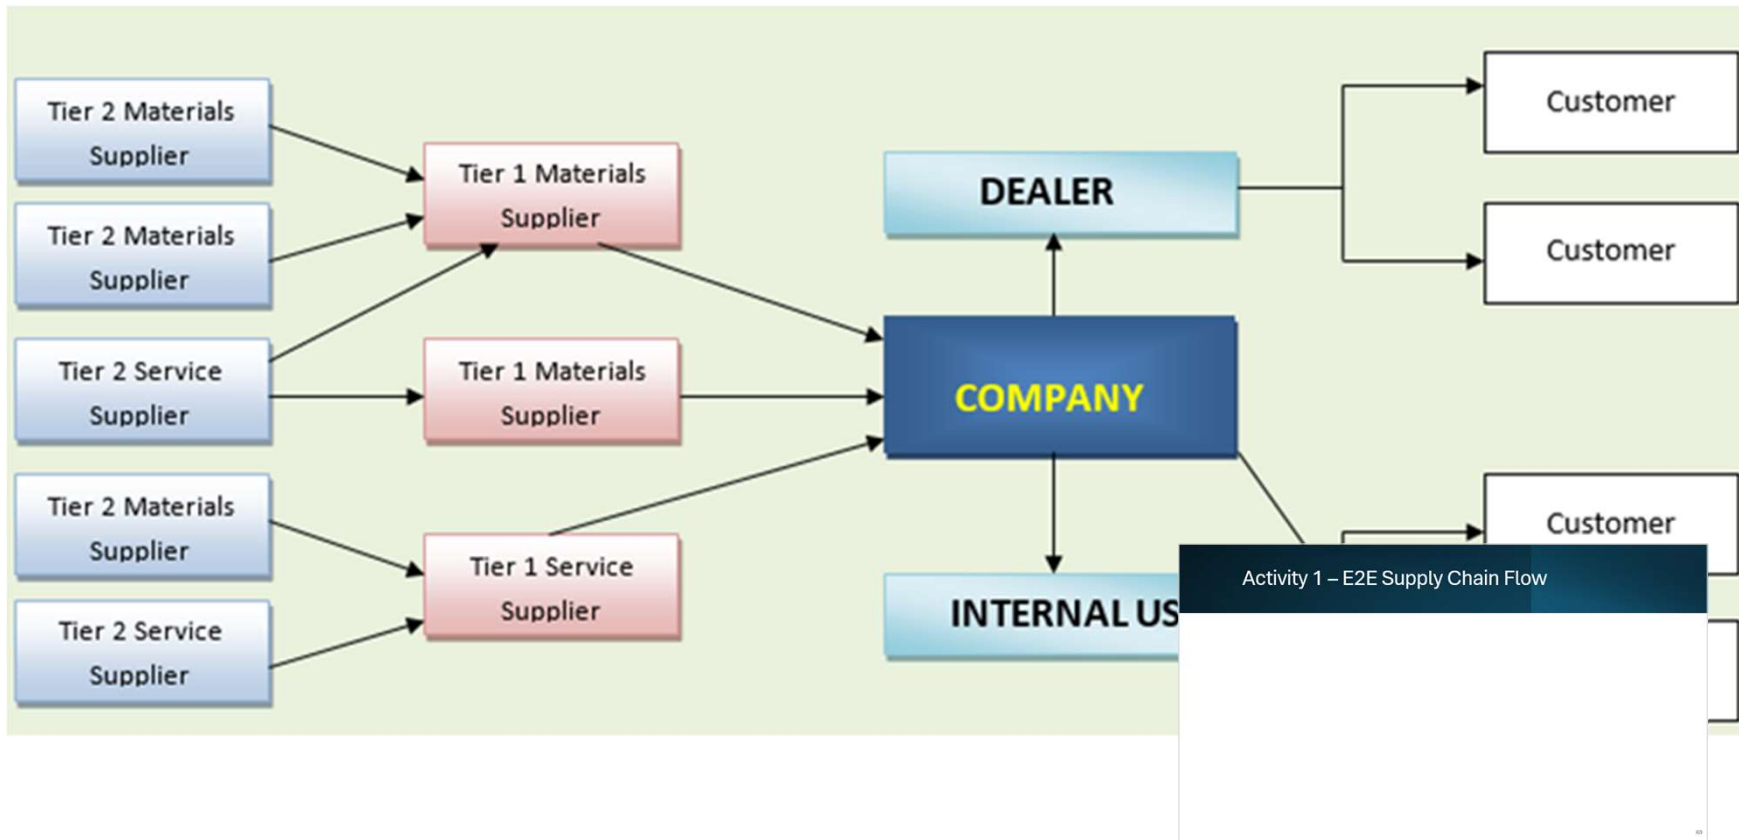 Tier 2 Materials
Supplier
Tier 2 Materials
Supplier
Tier 2 Service
Supplier
Tier 2 Materials
Supplier
Tier 2 Service
Supplier
Tier 1 Materials
Supplier
Tier 1 Materials
Supplier
Tier 1 Service
Supplier
DEALER
COMPANY
INTERNAL US
Customer
Customer
Customer
Activity 1 – E2E Supply Chain Flow